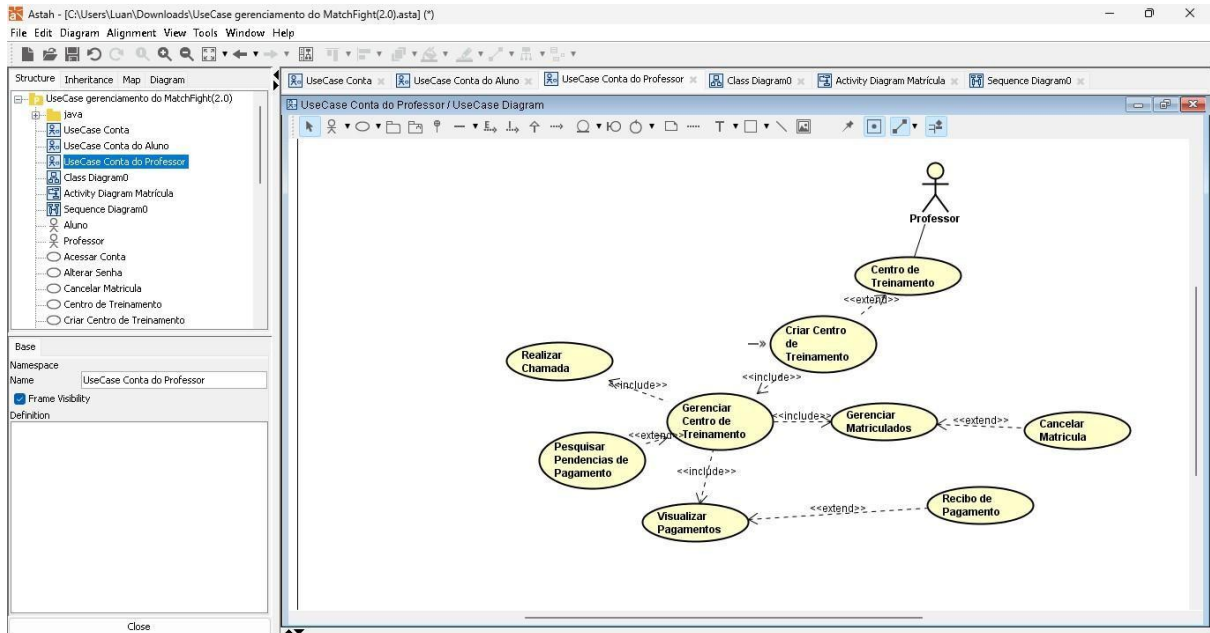 Astah - [C:\Users\Luan\Downloads\UseCase gerenciamento do MatchFight(2.0).asta] (*)
File Edit Diagram Alignment View Tools Window Help
Structure Inheritance Map Diagram
UseCase gerenciamento do MatchFight(2.0)
java
UseCase Conta
UseCase Conta do Aluno
UseCase Conta do Professor
Class Diagram0
Activity Diagram Matrícula
Sequence Diagram0
Aluno
Professor
Acessar Conta
Alterar Senha
Cancelar Matricula
Centro de Treinamento
Criar Centro de Treinamento
Base
Namespace
Name UseCase Conta do Professor
Frame Visibility
Definition
Close
UseCase Conta UseCase Conta do Aluno UseCase Conta do Professor Class Diagram0 Activity Diagram Matrícula Sequence Diagram0
UseCase Conta do Professor / UseCase Diagram
Professor
Centro de
Treinamento
<<extend>>
Criar Centro
de
Treinamento
<<include>>
Realizar
Chamada
<<include>>
Gerenciar
Centro de
Treinamento
<<include>>
Gerenciar
Matriculados
<<extend>>
Cancelar
Matricula
<<extend>>
Pesquisar
Pendencias de
Pagamento
<<include>>
Visualizar
Pagamentos
<<extend>>
Recibo de
Pagamento